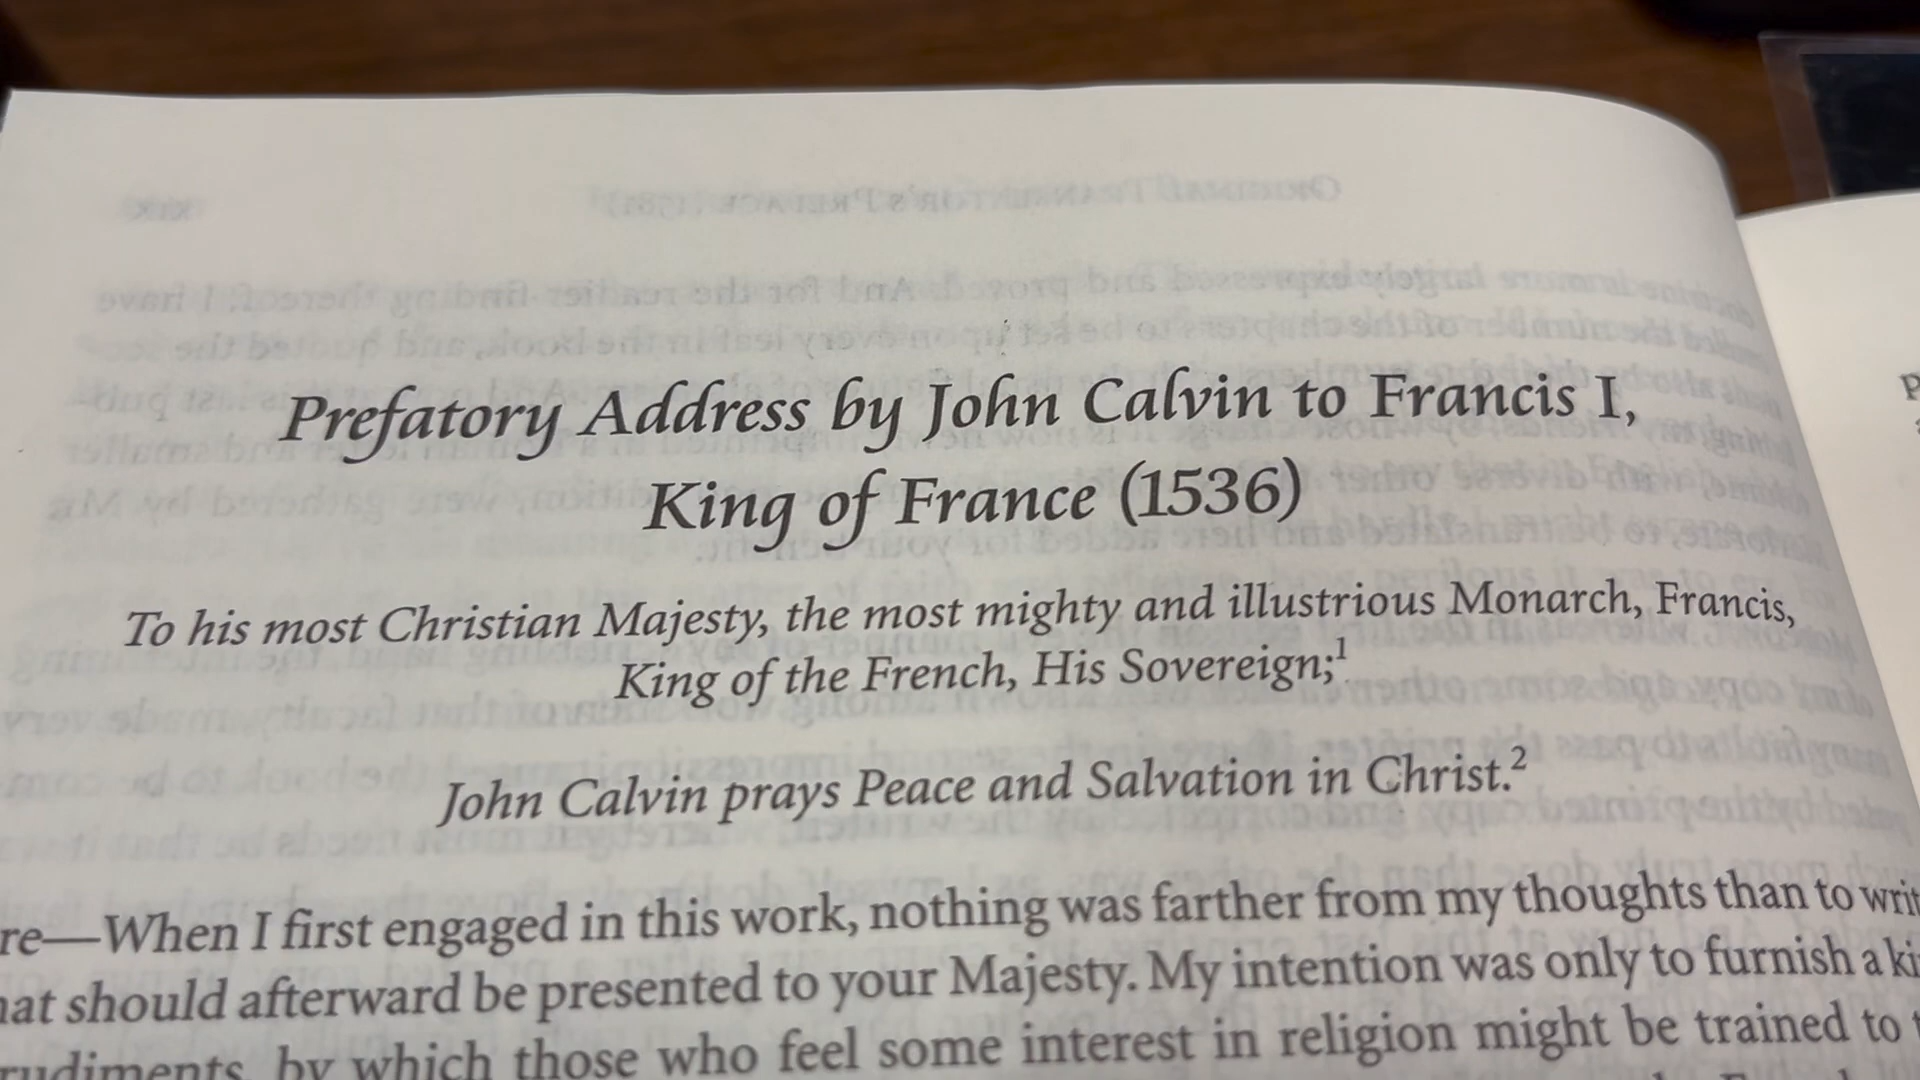 Prefatory Address by John Calvin to Francis I,
King of France (1536)
To his most Christian Majesty, the most mighty and illustrious Monarch, Francis,
King of the French, His Sovereign;¹
John Calvin prays Peace and Salvation in Christ.²
When I first engaged in this work, nothing was farther from my thoughts than to
should afterward be presented to your Majesty. My intention was only to furnish a
rudiments, by which those who feel some interest in religion might be trained to